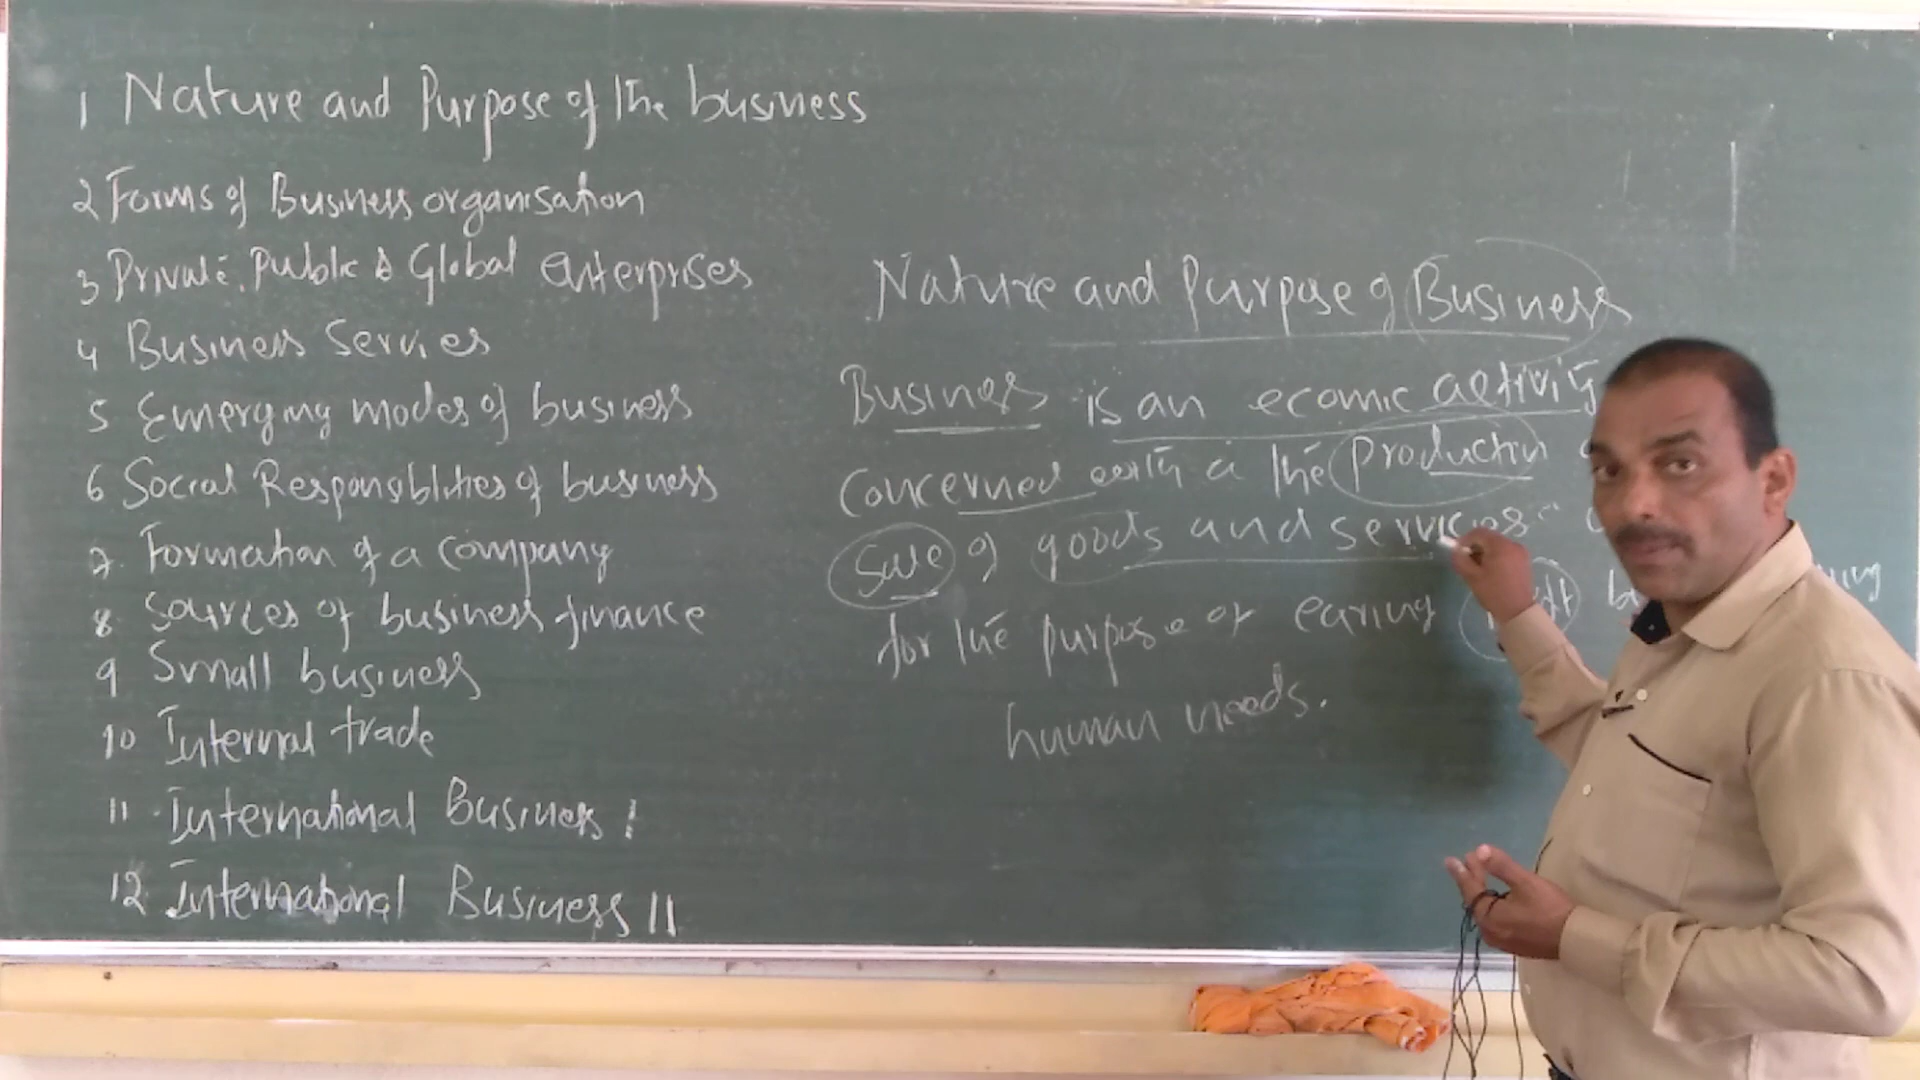 1 Nature and Purpose of the business
2 Forms of Business organisation
3 Private, Public & Global enterprises
4 Business Servies
5 Emerging modes of business
6 Social Responsiblities of business
7. Formation of a company
8 Sources of business finance
9 Small business
10 Internal trade
11 International Business I
12 International Business II
Nature and Purpose of Business
Business is an ecomic activity
Concerned with the production
Sale of goods and services
for the purpose of earing
human needs.